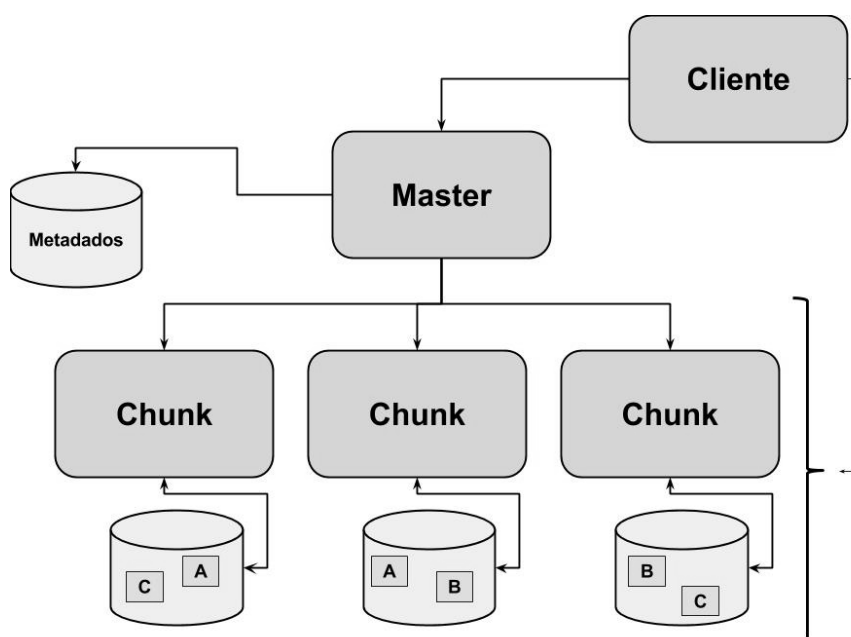 Cliente
Master
Metadados
Chunk
Chunk
Chunk
C
A
A
B
B
C